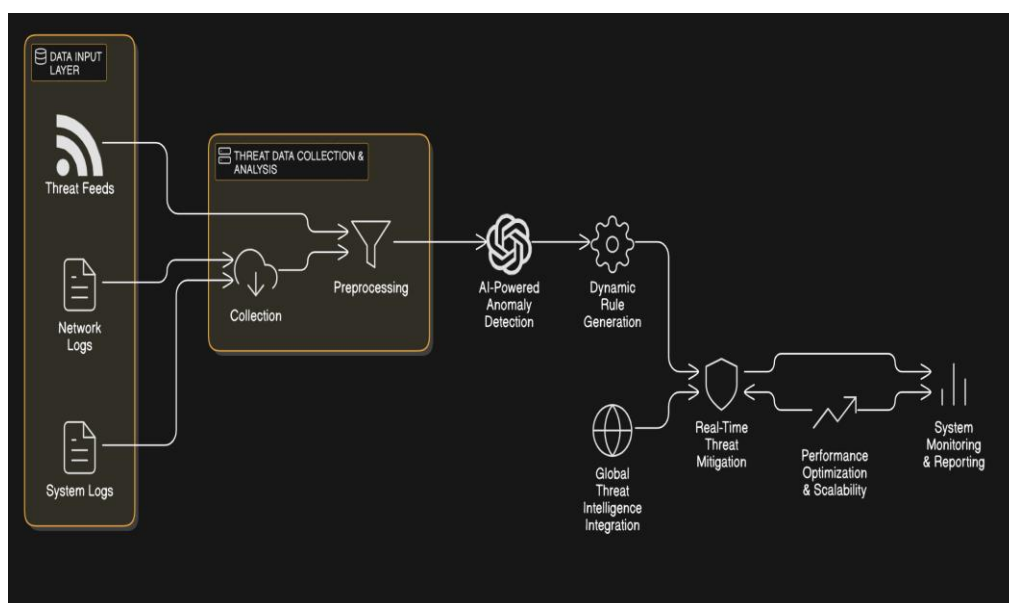 DATA INPUT
LAYER
Threat Feeds
Network
Logs
System Logs
THREAT DATA COLLECTION &
ANALYSIS
Collection
Preprocessing
AI-Powered
Anomaly
Detection
Dynamic
Rule
Generation
Global
Threat
Intelligence
Integration
Real-Time
Threat
Mitigation
Performance
Optimization
& Scalability
System
Monitoring
& Reporting